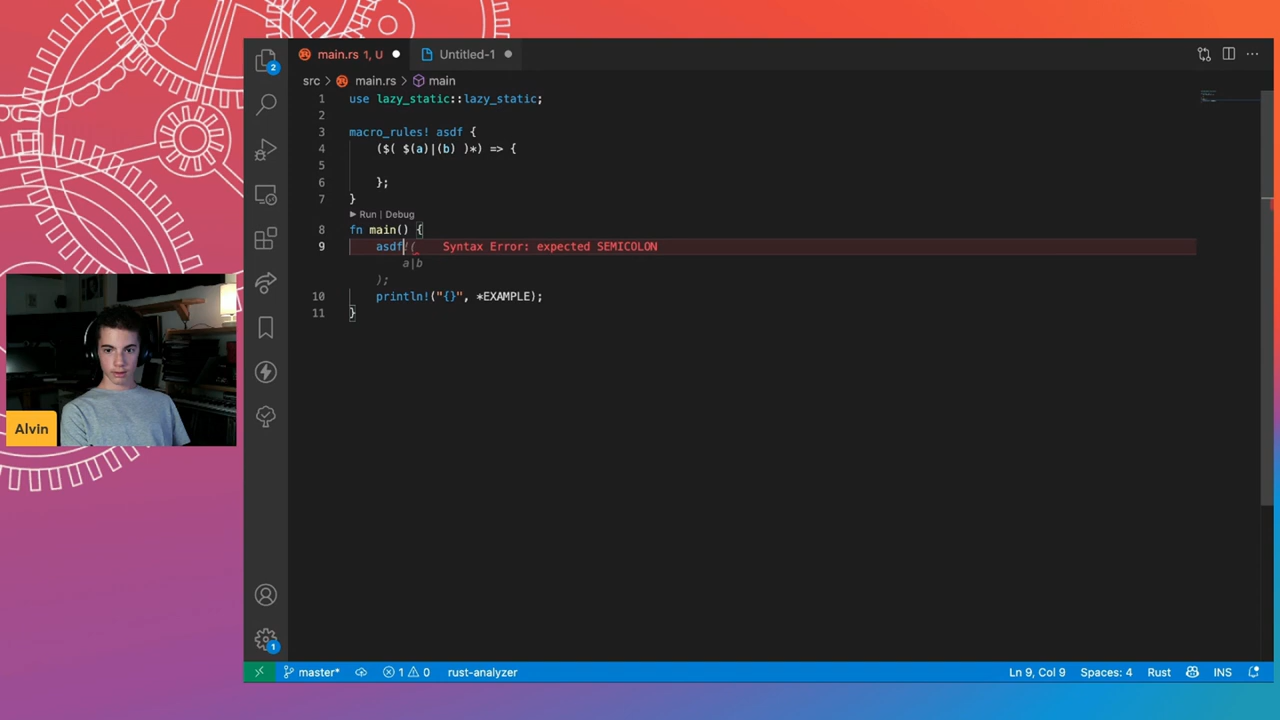 main.rs 1, U
Untitled-1
src > main.rs > main
1 use lazy_static::lazy_static;
2
3 macro_rules! asdf {
4 ($( $(a)|(b) )*) => {
5
6 };
7 }
Run | Debug
8 fn main() {
9 asdf!( Syntax Error: expected SEMICOLON
a|b
);
10 println!("{}", *EXAMPLE);
11 }
2
Alvin
1
master*
1 0
rust-analyzer
Ln 9, Col 9
Spaces: 4
Rust
INS